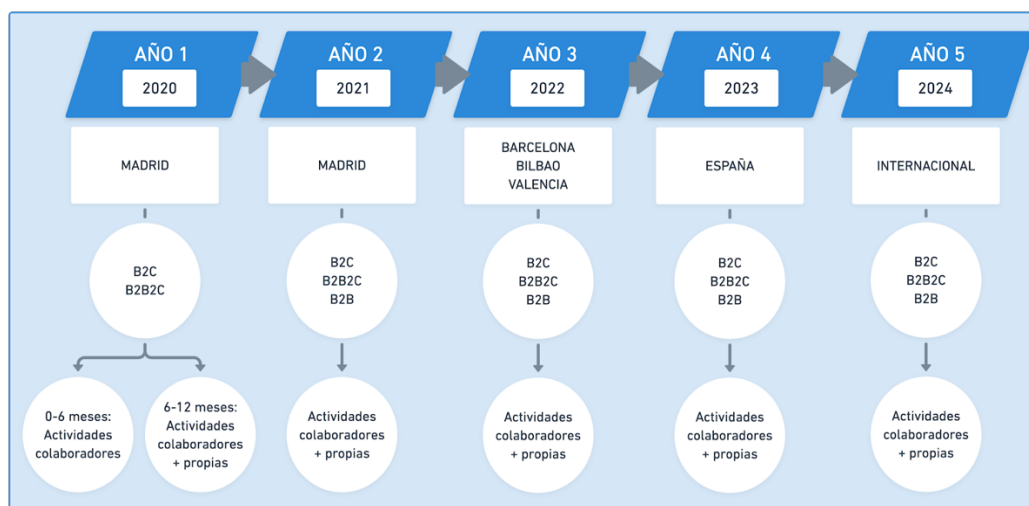 AÑO 1
2020
AÑO 2
2021
AÑO 3
2022
AÑO 4
2023
AÑO 5
2024
MADRID
MADRID
BARCELONA
BILBAO
VALENCIA
ESPAÑA
INTERNACIONAL
B2C
B2B2C
B2C
B2B2C
B2B
B2C
B2B2C
B2B
B2C
B2B2C
B2B
B2C
B2B2C
B2B
0-6 meses:
Actividades
colaboradores
6-12 meses:
Actividades
colaboradores
+ propias
Actividades
colaboradores
+ propias
Actividades
colaboradores
+ propias
Actividades
colaboradores
+ propias
Actividades
colaboradores
+ propias